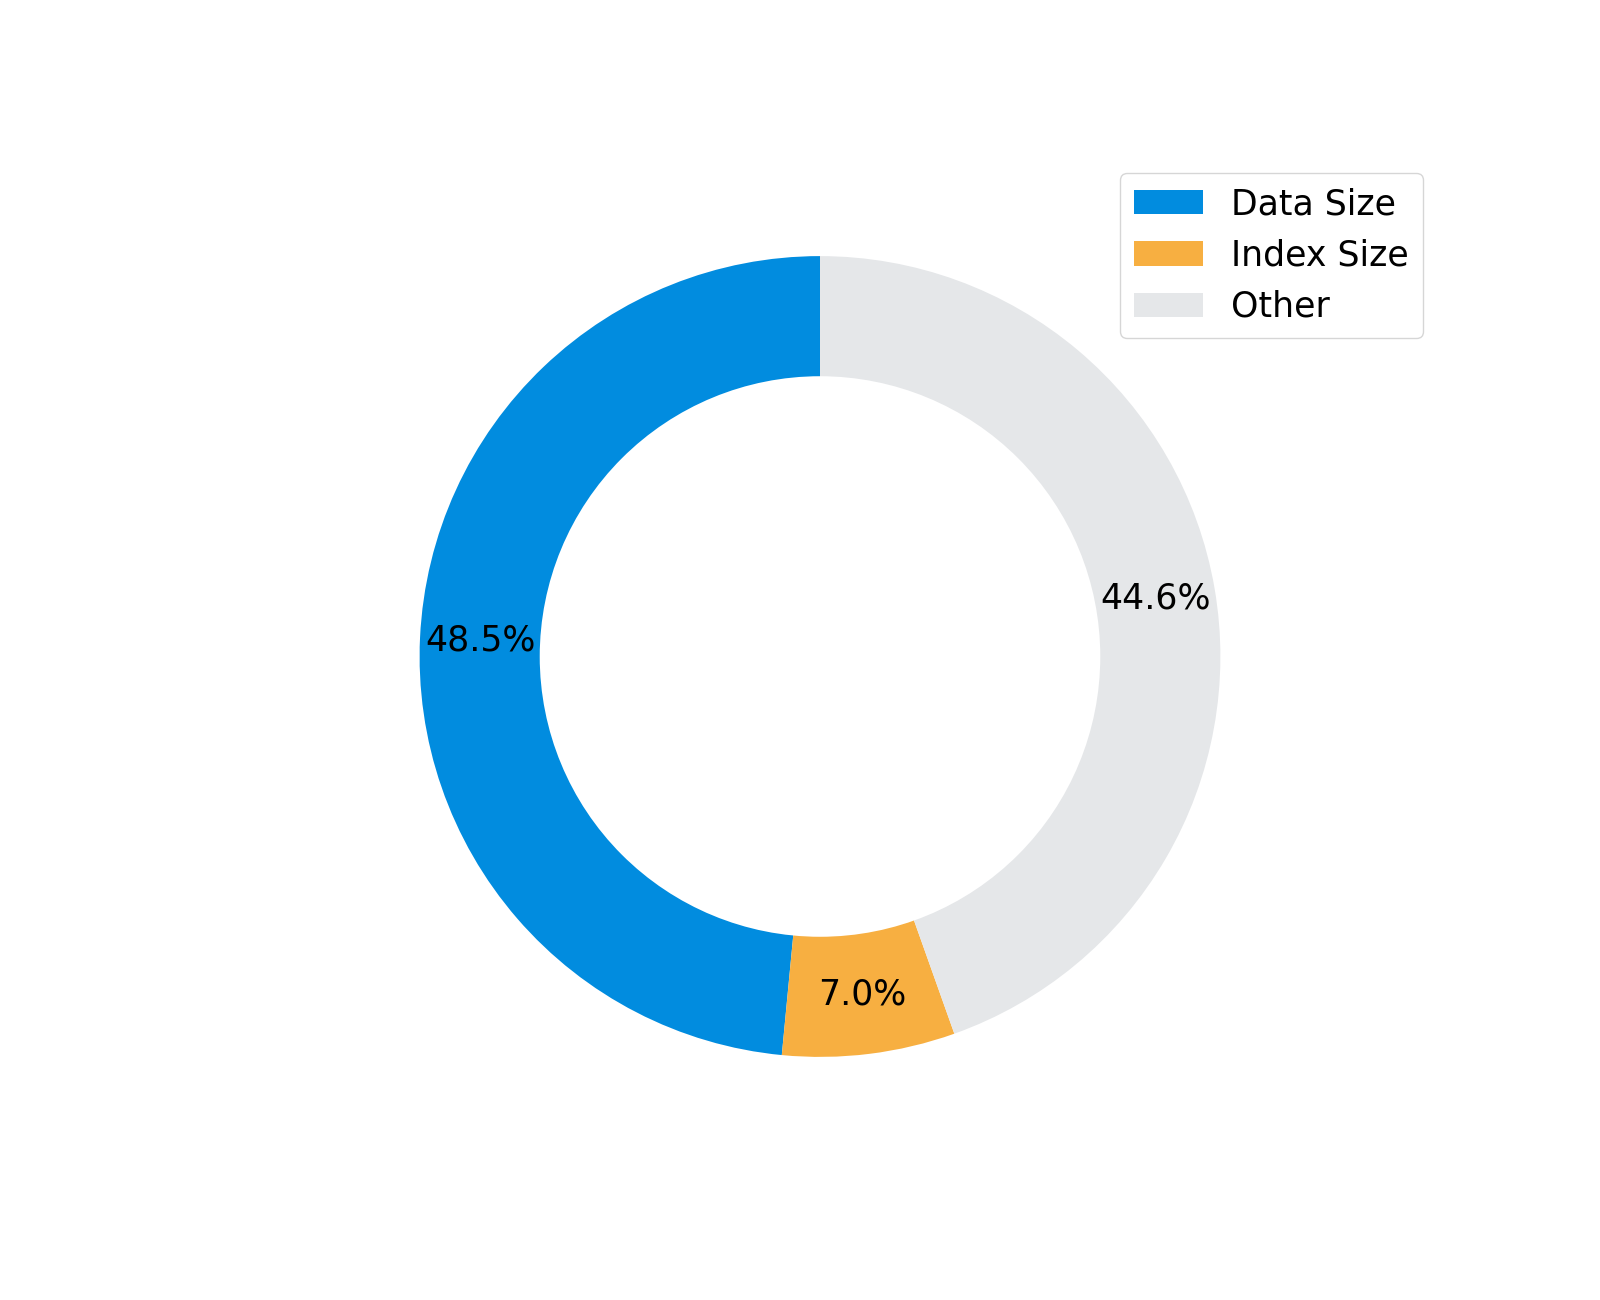 Data Size
Index Size
Other
44.6%
48.5%
7.0%